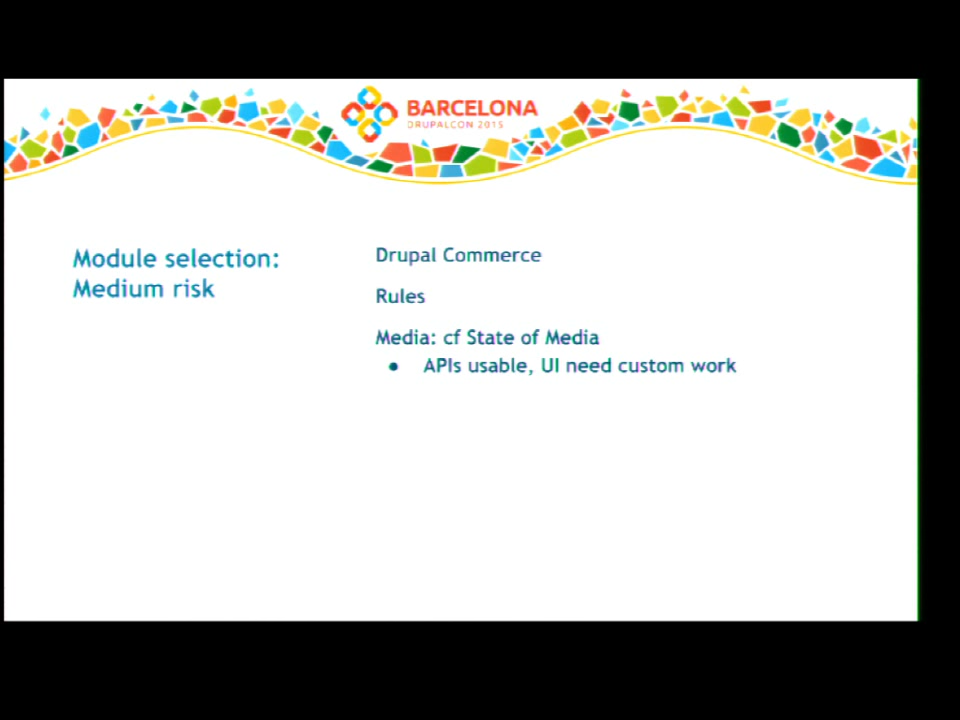 BARCELONA
DRUPALCON 2015
Module selection:
Medium risk
Drupal Commerce
Rules
Media: cf State of Media
● APIs usable, UI need custom work